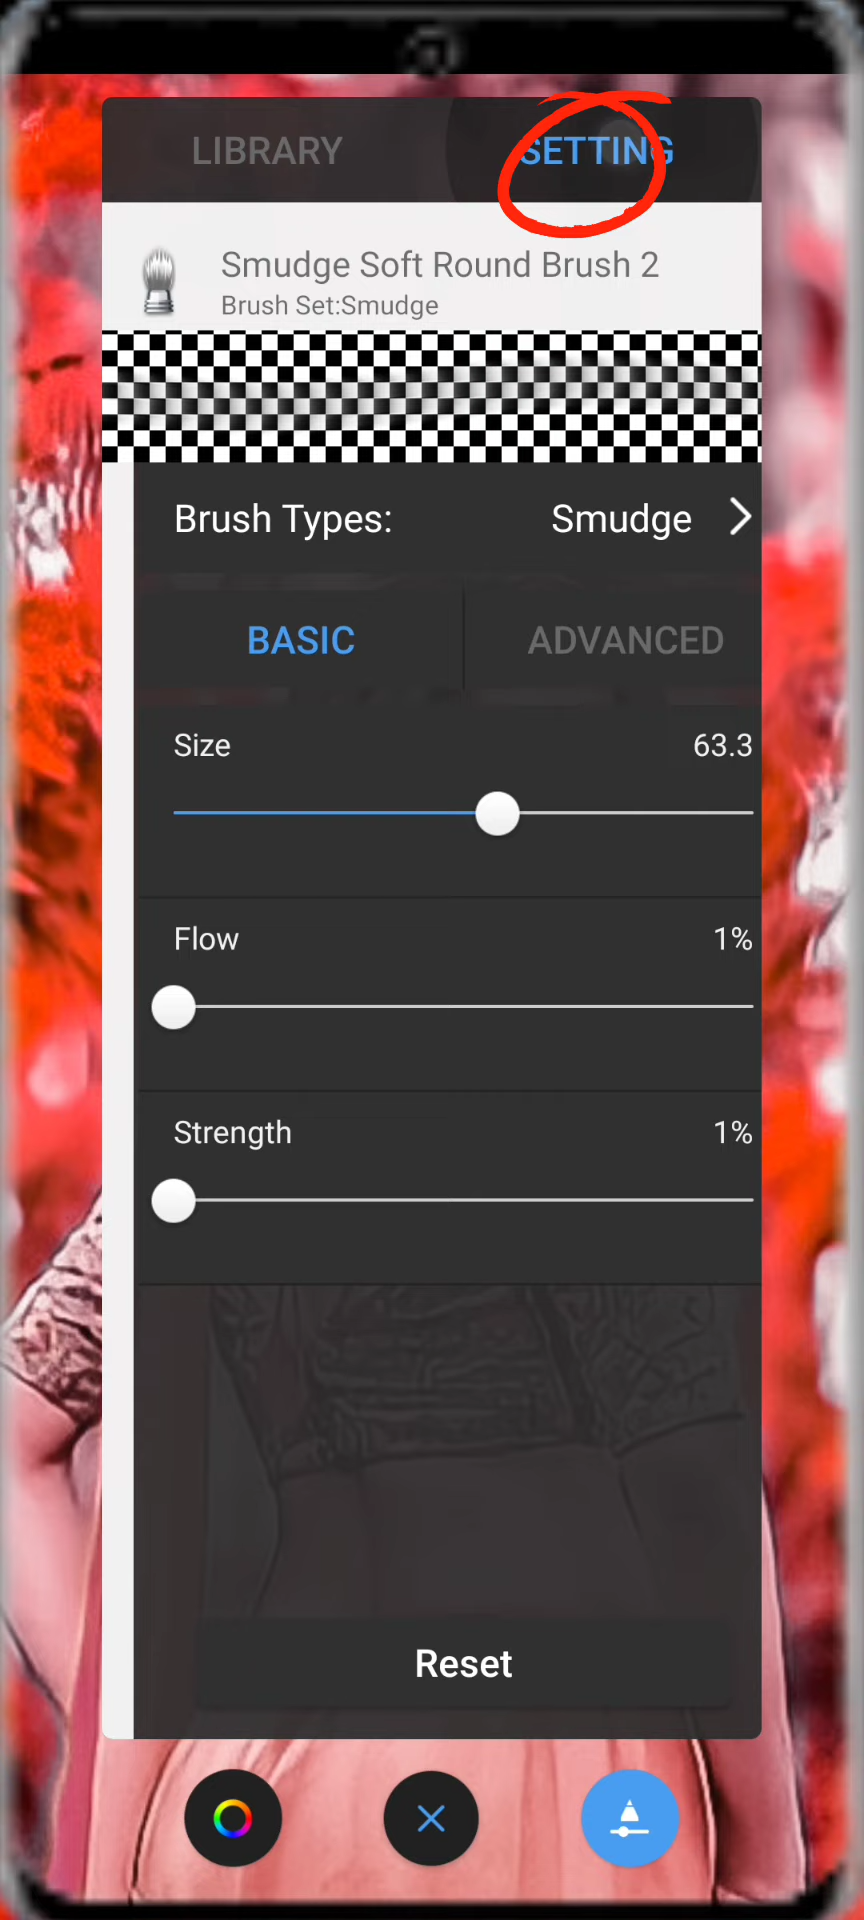 LIBRARY SETTING
Smudge Soft Round Brush 2
Brush Set:Smudge
Brush Types: Smudge
BASIC ADVANCED
Size 63.3
Flow 1%
Strength 1%
Reset